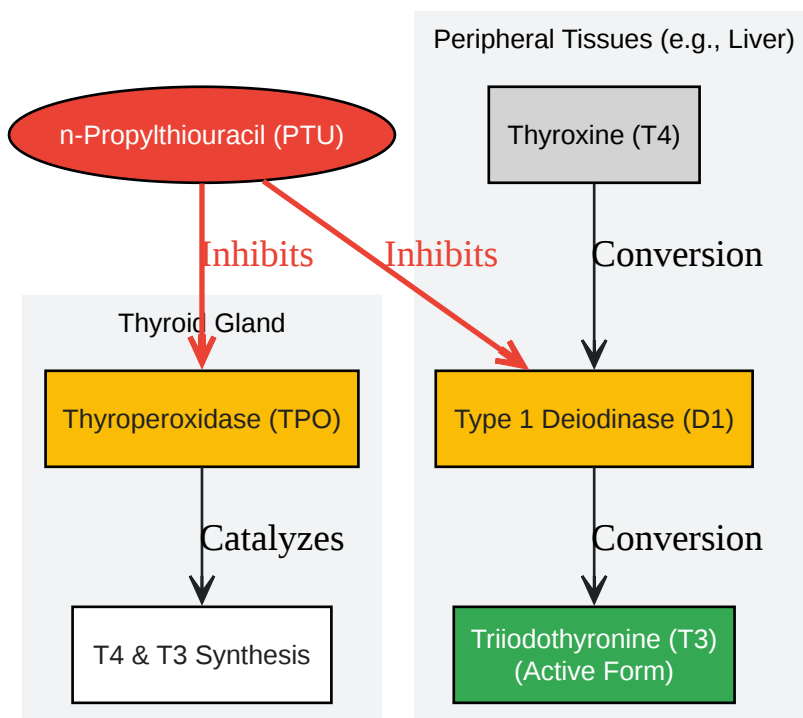 Peripheral Tissues (e.g., Liver)
n-Propylthiouracil (PTU)
Thyroxine (T4)
Inhibits
Inhibits
Conversion
Thyroid Gland
Thyroperoxidase (TPO)
Type 1 Deiodinase (D1)
Catalyzes
Conversion
T4 & T3 Synthesis
Triiodothyronine (T3)
(Active Form)